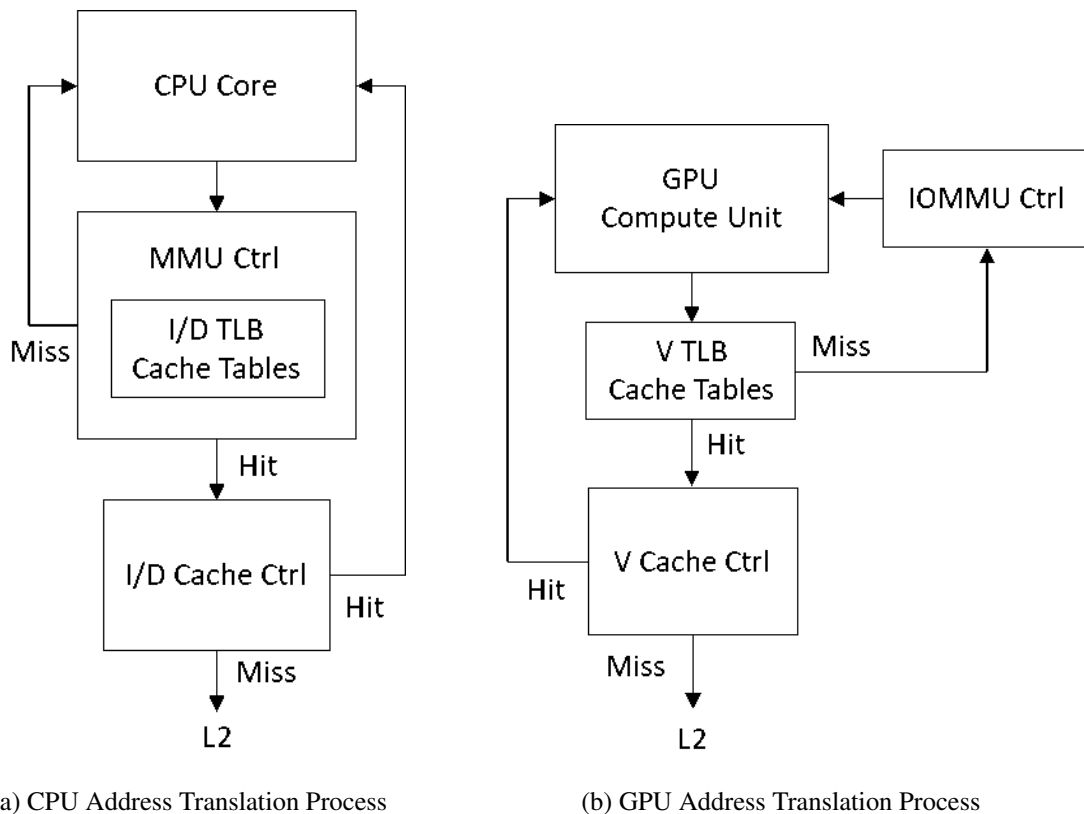 CPU Core
MMU Ctrl
I/D TLB
Cache Tables
Miss
Hit
I/D Cache Ctrl
Hit
Miss
L2
a) CPU Address Translation Process
GPU
Compute Unit
IOMMU Ctrl
V TLB
Cache Tables
Miss
Hit
V Cache Ctrl
Hit
Miss
L2
(b) GPU Address Translation Process